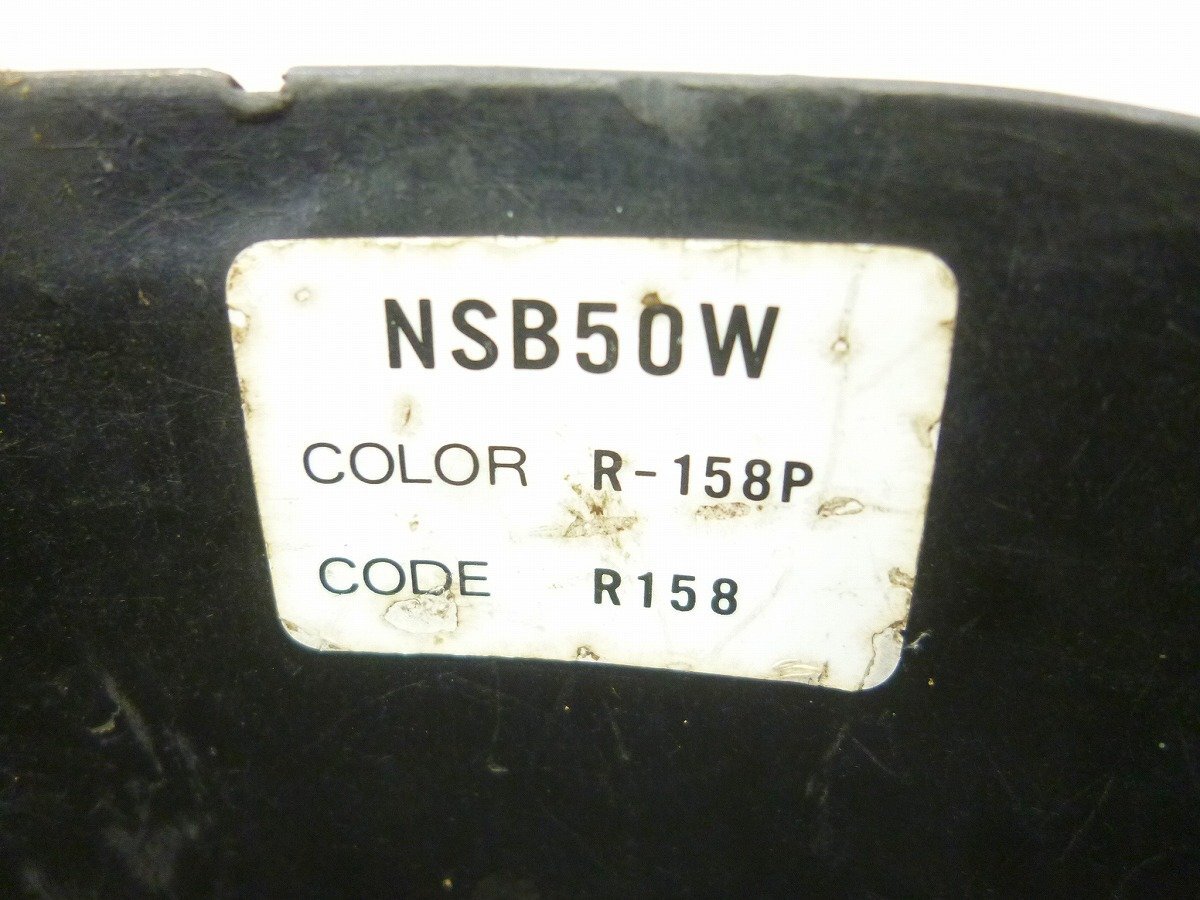 NSB50W
COLOR R-158P
CODE R158